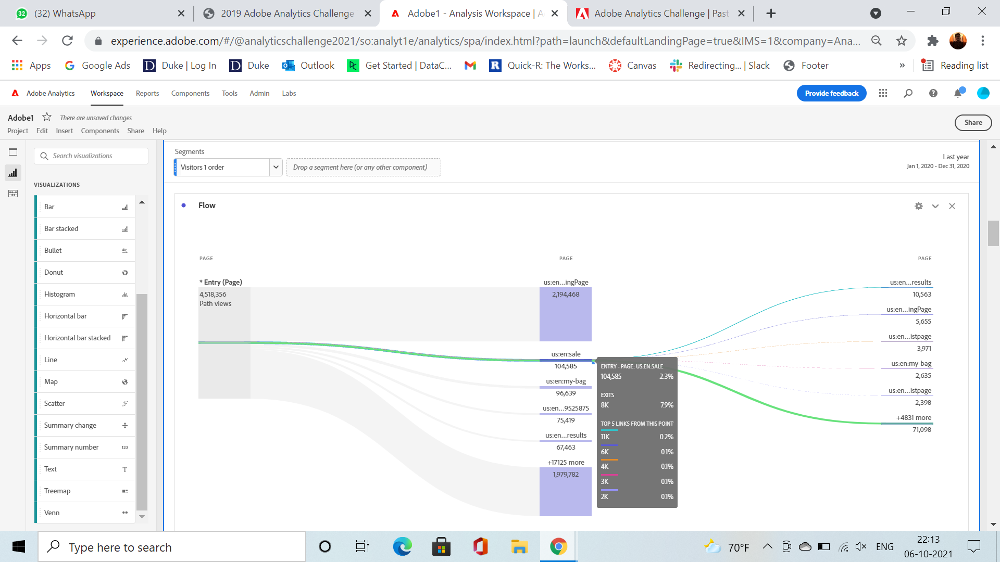 (32) WhatsApp
2019 Adobe Analytics Challenge
Adobe1 - Analysis Workspace | A
Adobe Analytics Challenge | Past
experience.adobe.com/#/@analyticschallenge2021/so:analyt1e/analytics/spa/index.html?path=launch&defaultLandingPage=true&IMS=1&company=Ana...
Apps
Google Ads
Duke | Log In
Duke
Outlook
Get Started | DataC...
Quick-R: The Works...
Canvas
Redirecting... | Slack
Footer
»
Reading list
Adobe Analytics
Workspace
Reports
Components
Tools
Admin
Labs
Provide feedback
Adobe1
There are unsaved changes
Project
Edit
Insert
Components
Share
Help
Share
Search visualizations
VISUALIZATIONS
Bar
Bar stacked
Bullet
Donut
Histogram
Horizontal bar
Horizontal bar stacked
Line
Map
Scatter
Summary change
Summary number
123
Text
Treemap
Venn
Segments
Visitors 1 order
Drop a segment here (or any other component)
Last year
Jan 1, 2020 - Dec 31, 2020
Flow
PAGE
PAGE
PAGE
* Entry (Page)
4,518,356
Path views
us:en...ingPage
2,194,468
us:en:sale
104,585
us:en:my-bag
96,639
us:en...9525875
75,419
us:en...results
67,463
+17125 more
1,979,782
ENTRY - PAGE: US:EN:SALE
104,585 2.3%
EXITS
8K 7.9%
TOP 5 LINKS FROM THIS POINT
11K 0.2%
6K 0.1%
4K 0.1%
3K 0.1%
2K 0.1%
us:en...results
10,563
us:en...ingPage
5,655
us:en...istpage
3,971
us:en:my-bag
2,635
us:en...istpage
2,398
+4831 more
71,098
Type here to search
70°F
ENG
22:13
06-10-2021